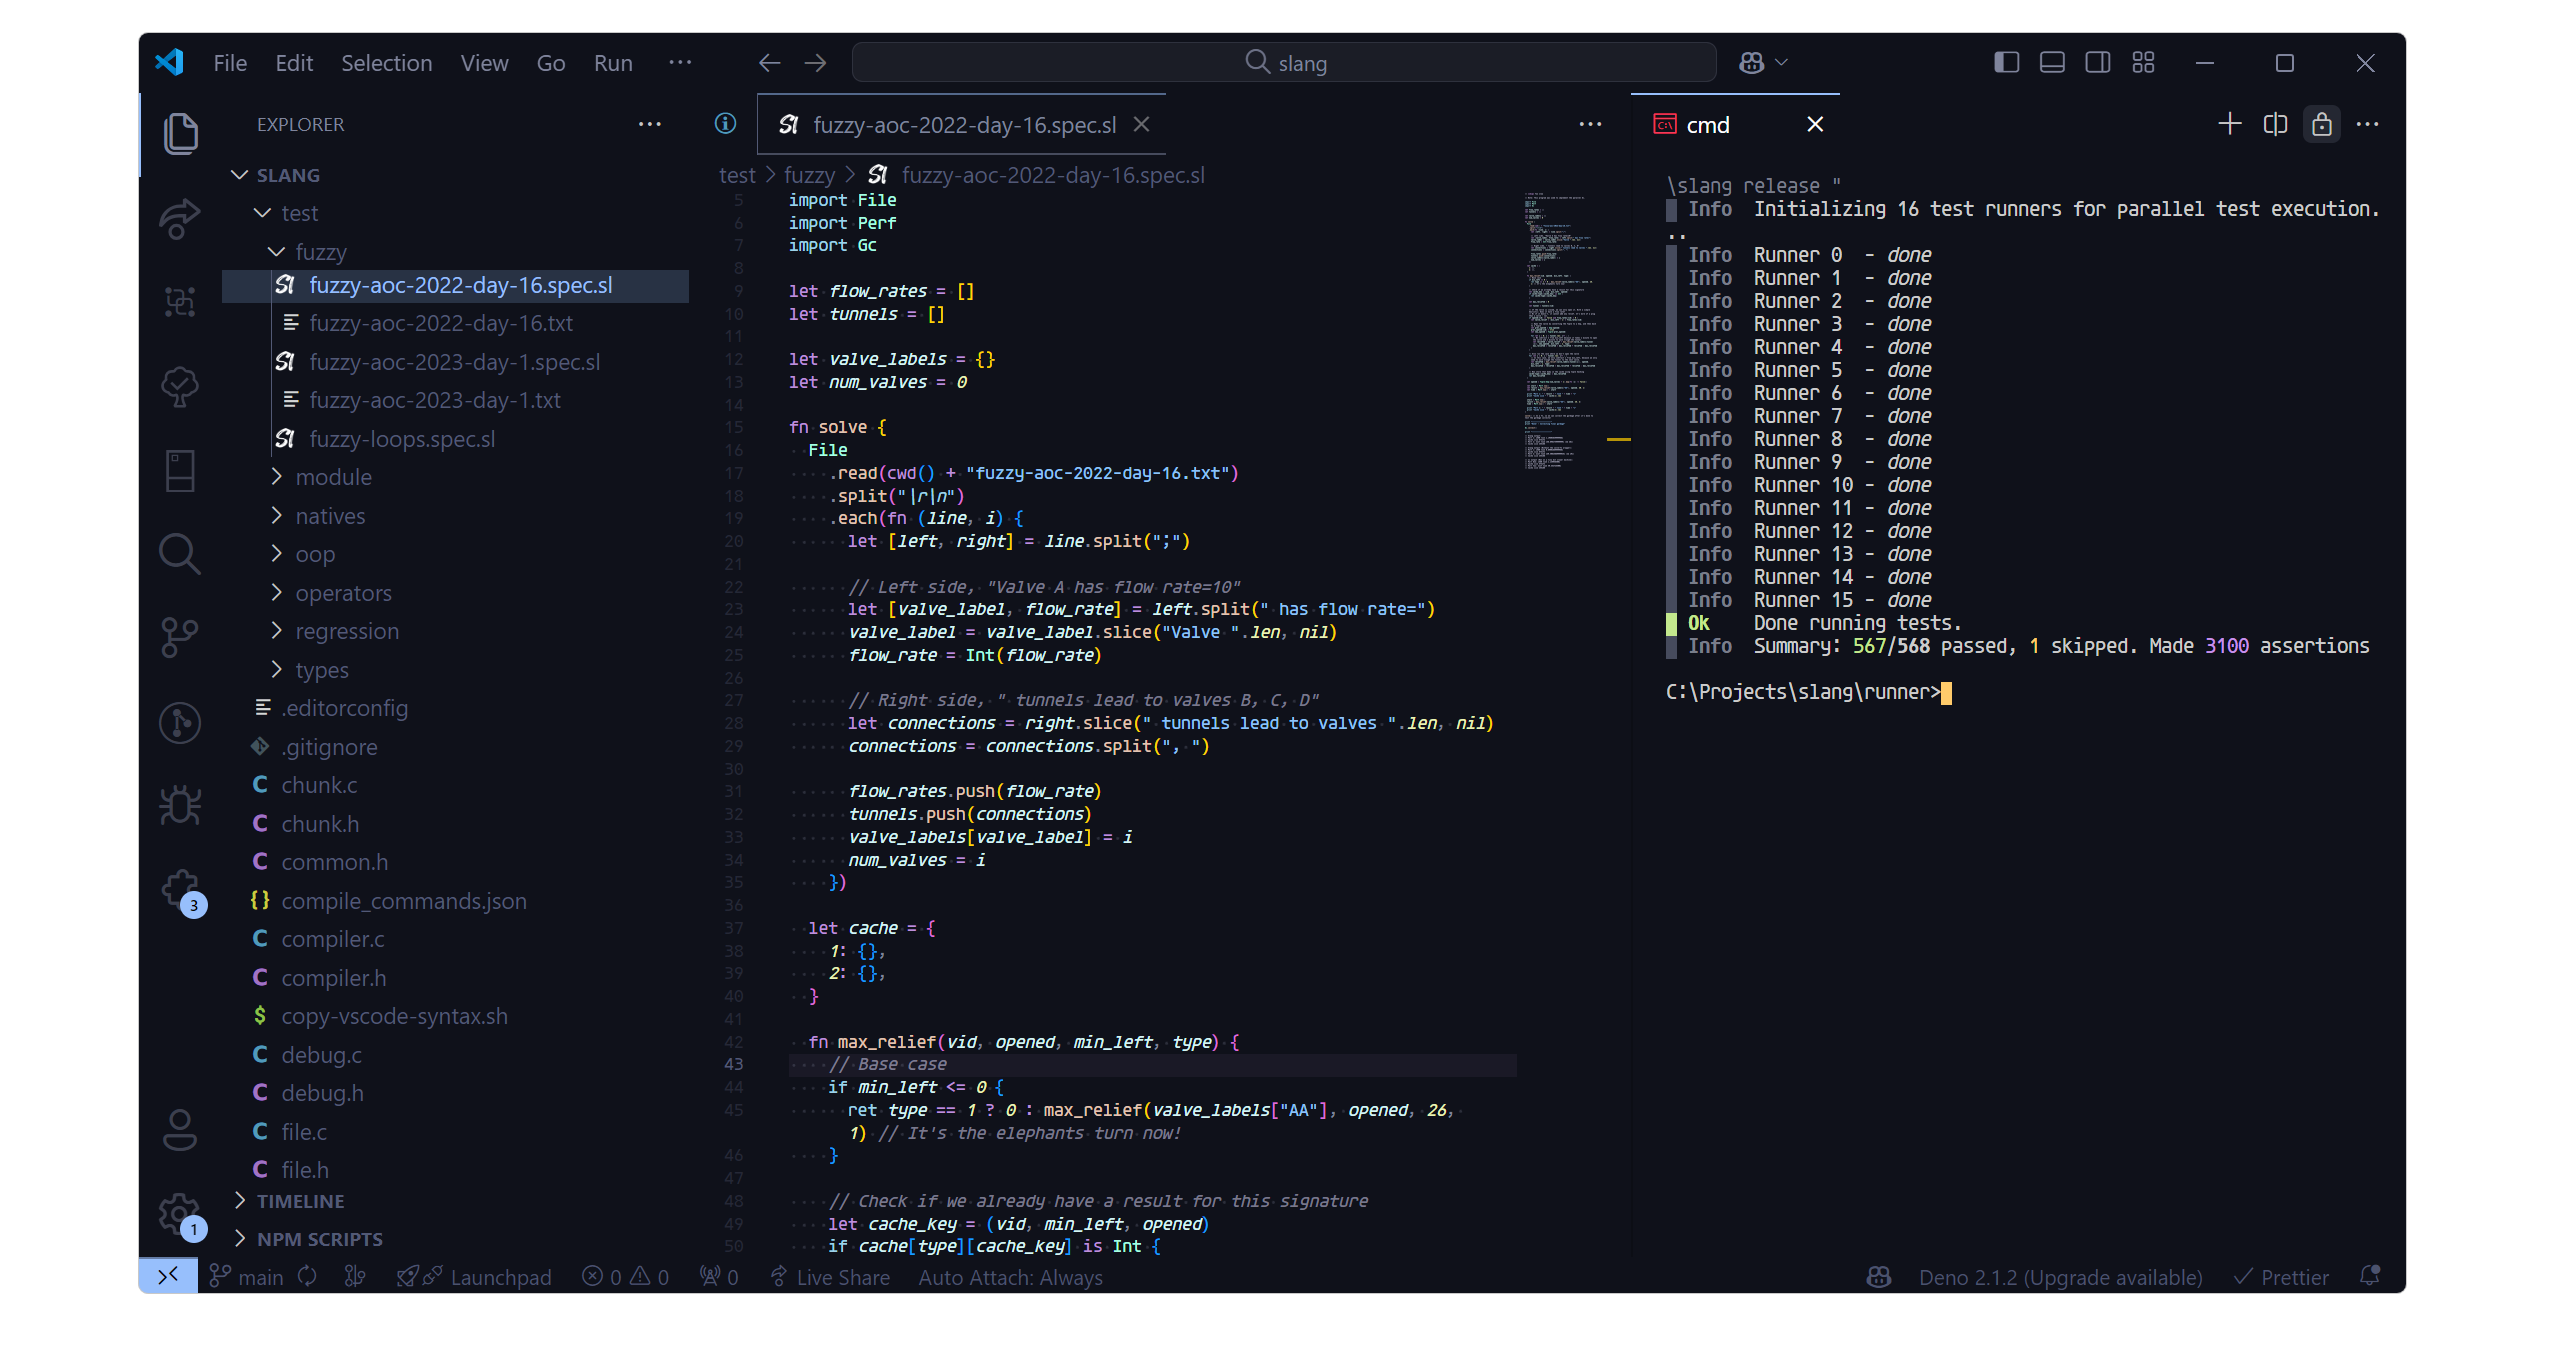 File Edit Selection View Go Run ··· slang
EXPLORER
SLANG
test
fuzzy
fuzzy-aoc-2022-day-16.spec.sl
fuzzy-aoc-2022-day-16.txt
fuzzy-aoc-2023-day-1.spec.sl
fuzzy-aoc-2023-day-1.txt
fuzzy-loops.spec.sl
module
natives
oop
operators
regression
types
.editorconfig
.gitignore
C chunk.c
C chunk.h
C common.h
{} compile_commands.json
C compiler.c
C compiler.h
$ copy-vscode-syntax.sh
C debug.c
C debug.h
C file.c
C file.h
TIMELINE
NPM SCRIPTS
3
1
Sl fuzzy-aoc-2022-day-16.spec.sl
test > fuzzy > Sl fuzzy-aoc-2022-day-16.spec.sl
5 import File
6 import Perf
7 import Gc
8
9 let flow_rates = []
10 let tunnels = []
11
12 let valve_labels = {}
13 let num_valves = 0
14
15 fn solve {
16 File
17 .read(cwd() + "fuzzy-aoc-2022-day-16.txt")
18 .split("\r\n")
19 .each(fn (line, i) {
20 let [left, right] = line.split(";")
21
22 // Left side, "Valve A has flow rate=10"
23 let [valve_label, flow_rate] = left.split(" has flow rate=")
24 valve_label = valve_label.slice("Valve ".len, nil)
25 flow_rate = Int(flow_rate)
26
27 // Right side, " tunnels lead to valves B, C, D"
28 let connections = right.slice(" tunnels lead to valves ".len, nil)
29 connections = connections.split(", ")
30
31 flow_rates.push(flow_rate)
32 tunnels.push(connections)
33 valve_labels[valve_label] = i
34 num_valves = i
35 })
36
37 let cache = {
38 1: {},
39 2: {},
40 }
41
42 fn max_relief(vid, opened, min_left, type) {
43 // Base case
44 if min_left <= 0 {
45 ret type == 1 ? 0 : max_relief(valve_labels["AA"], opened, 26,
1) // It's the elephants turn now!
46 }
47
48 // Check if we already have a result for this signature
49 let cache_key = (vid, min_left, opened)
50 if cache[type][cache_key] is Int {
cmd
\slang release "
Info Initializing 16 test runners for parallel test execution.
..
Info Runner 0 - done
Info Runner 1 - done
Info Runner 2 - done
Info Runner 3 - done
Info Runner 4 - done
Info Runner 5 - done
Info Runner 6 - done
Info Runner 7 - done
Info Runner 8 - done
Info Runner 9 - done
Info Runner 10 - done
Info Runner 11 - done
Info Runner 12 - done
Info Runner 13 - done
Info Runner 14 - done
Info Runner 15 - done
Ok Done running tests.
Info Summary: 567/568 passed, 1 skipped. Made 3100 assertions
C:\Projects\slang\runner>
main Launchpad 0 0 0 Live Share Auto Attach: Always Deno 2.1.2 (Upgrade available) Prettier